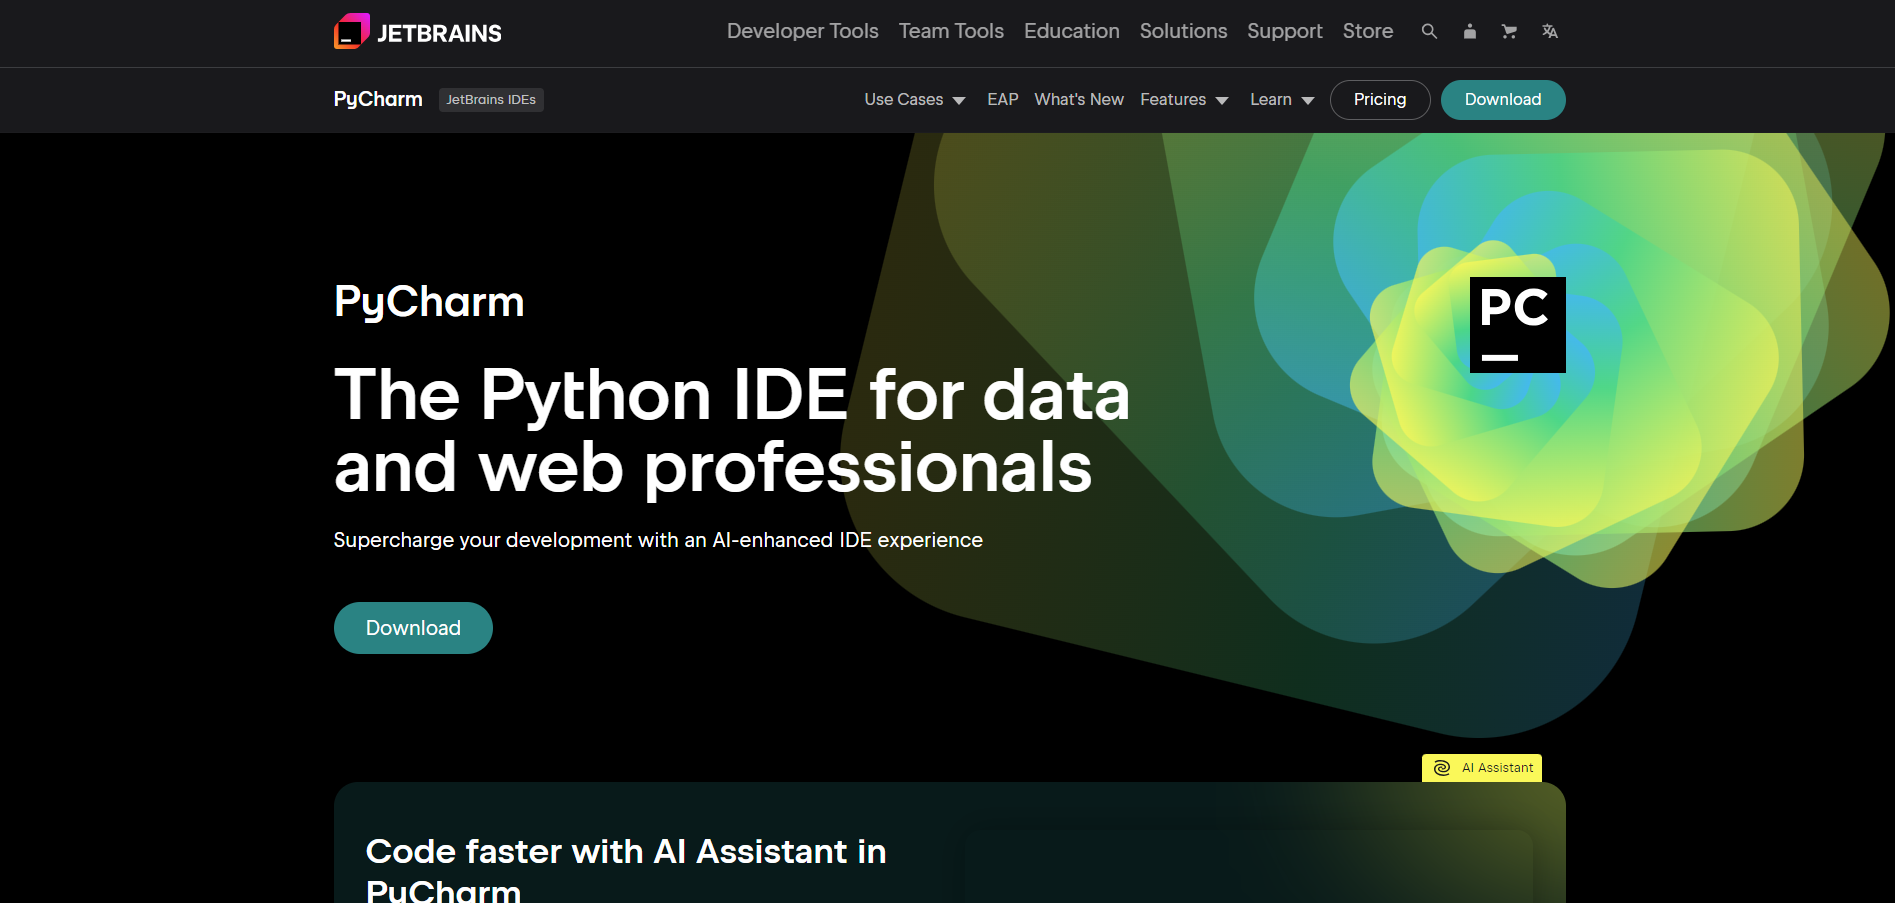 JETBRAINS
Developer Tools Team Tools Education Solutions Support Store
PyCharm JetBrains IDEs
Use Cases EAP What's New Features Learn Pricing Download
PyCharm
PC
The Python IDE for data
and web professionals
Supercharge your development with an AI-enhanced IDE experience
Download
AI Assistant
Code faster with AI Assistant in
PyCharm